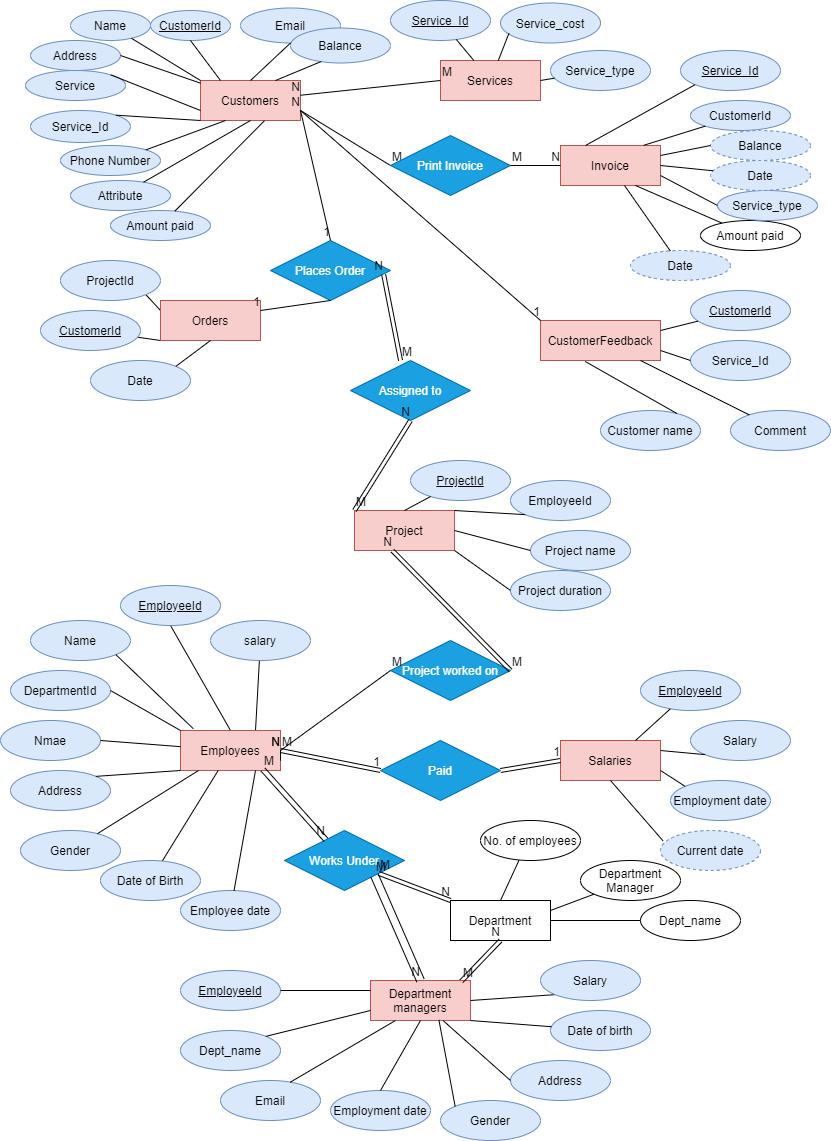 Name
CustomerId
Email
Balance
Address
Service
Service_Id
Phone Number
Attribute
Amount paid
Customers
N
N
M
Service_Id
Service_cost
Service_type
Services
M
Print Invoice
M
N
Service_Id
CustomerId
Balance
Date
Service_type
Amount paid
Date
Invoice
1
Places Order
N
ProjectId
CustomerId
Date
Orders
1
1
CustomerFeedback
CustomerId
Service_Id
Customer name
Comment
M
Assigned to
N
M
ProjectId
EmployeeId
Project name
Project duration
Project
N
M
Project worked on
M
EmployeeId
Name
salary
DepartmentId
Nmae
Address
Gender
Date of Birth
Employee date
Employees
N
M
M
1
Paid
1
EmployeeId
Salary
Employment date
Current date
Salaries
N
Works Under
M
N
No. of employees
Department
Manager
Dept_name
Department
N
N
M
Department
managers
EmployeeId
Dept_name
Email
Employment date
Gender
Address
Date of birth
Salary